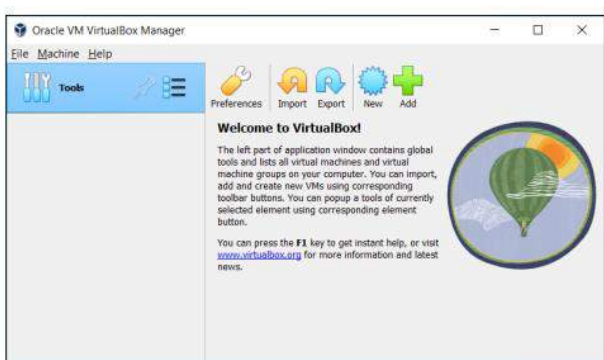 Oracle VM VirtualBox Manager
File Machine Help
Tools
Preferences Import Export New Add
Welcome to VirtualBox!
The left part of application window contains global
tools and lists all virtual machines and virtual
machine groups on your computer. You can import,
add and create new VMs using corresponding
toolbar buttons. You can popup a tools of currently
selected element using corresponding element
button.
You can press the F1 key to get instant help, or visit
www.virtualbox.org for more information and latest
news.